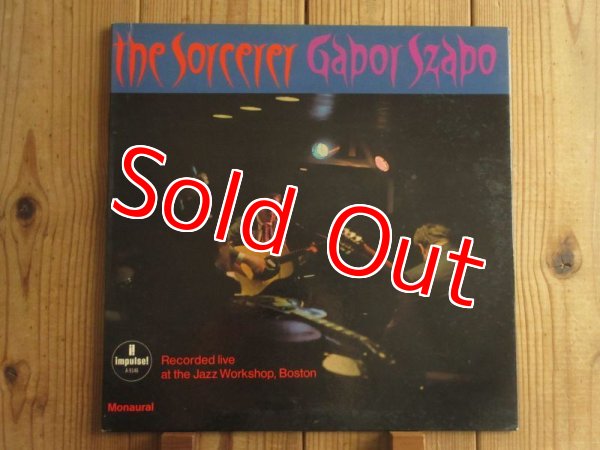 the Sorcerer Gabor Szabo
Sold Out
impulse!
Recorded live
at the Jazz Workshop, Boston
Monaural